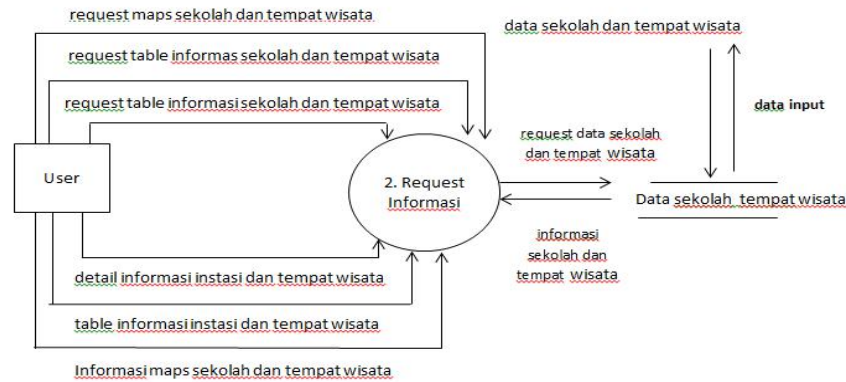 request maps sekolah dan tempat wisata
data sekolah dan tempat wisata
request table informas sekolah dan tempat wisata
request table informasi sekolah dan tempat wisata
data input
request data sekolah
dan tempat wisata
User
2. Request
Informasi
Data sekolah tempat wisata
informasi
sekolah dan
tempat wisata
detail informasi instasi dan tempat wisata
table informasi instasi dan tempat wisata
Informasi maps sekolah dan tempat wisata